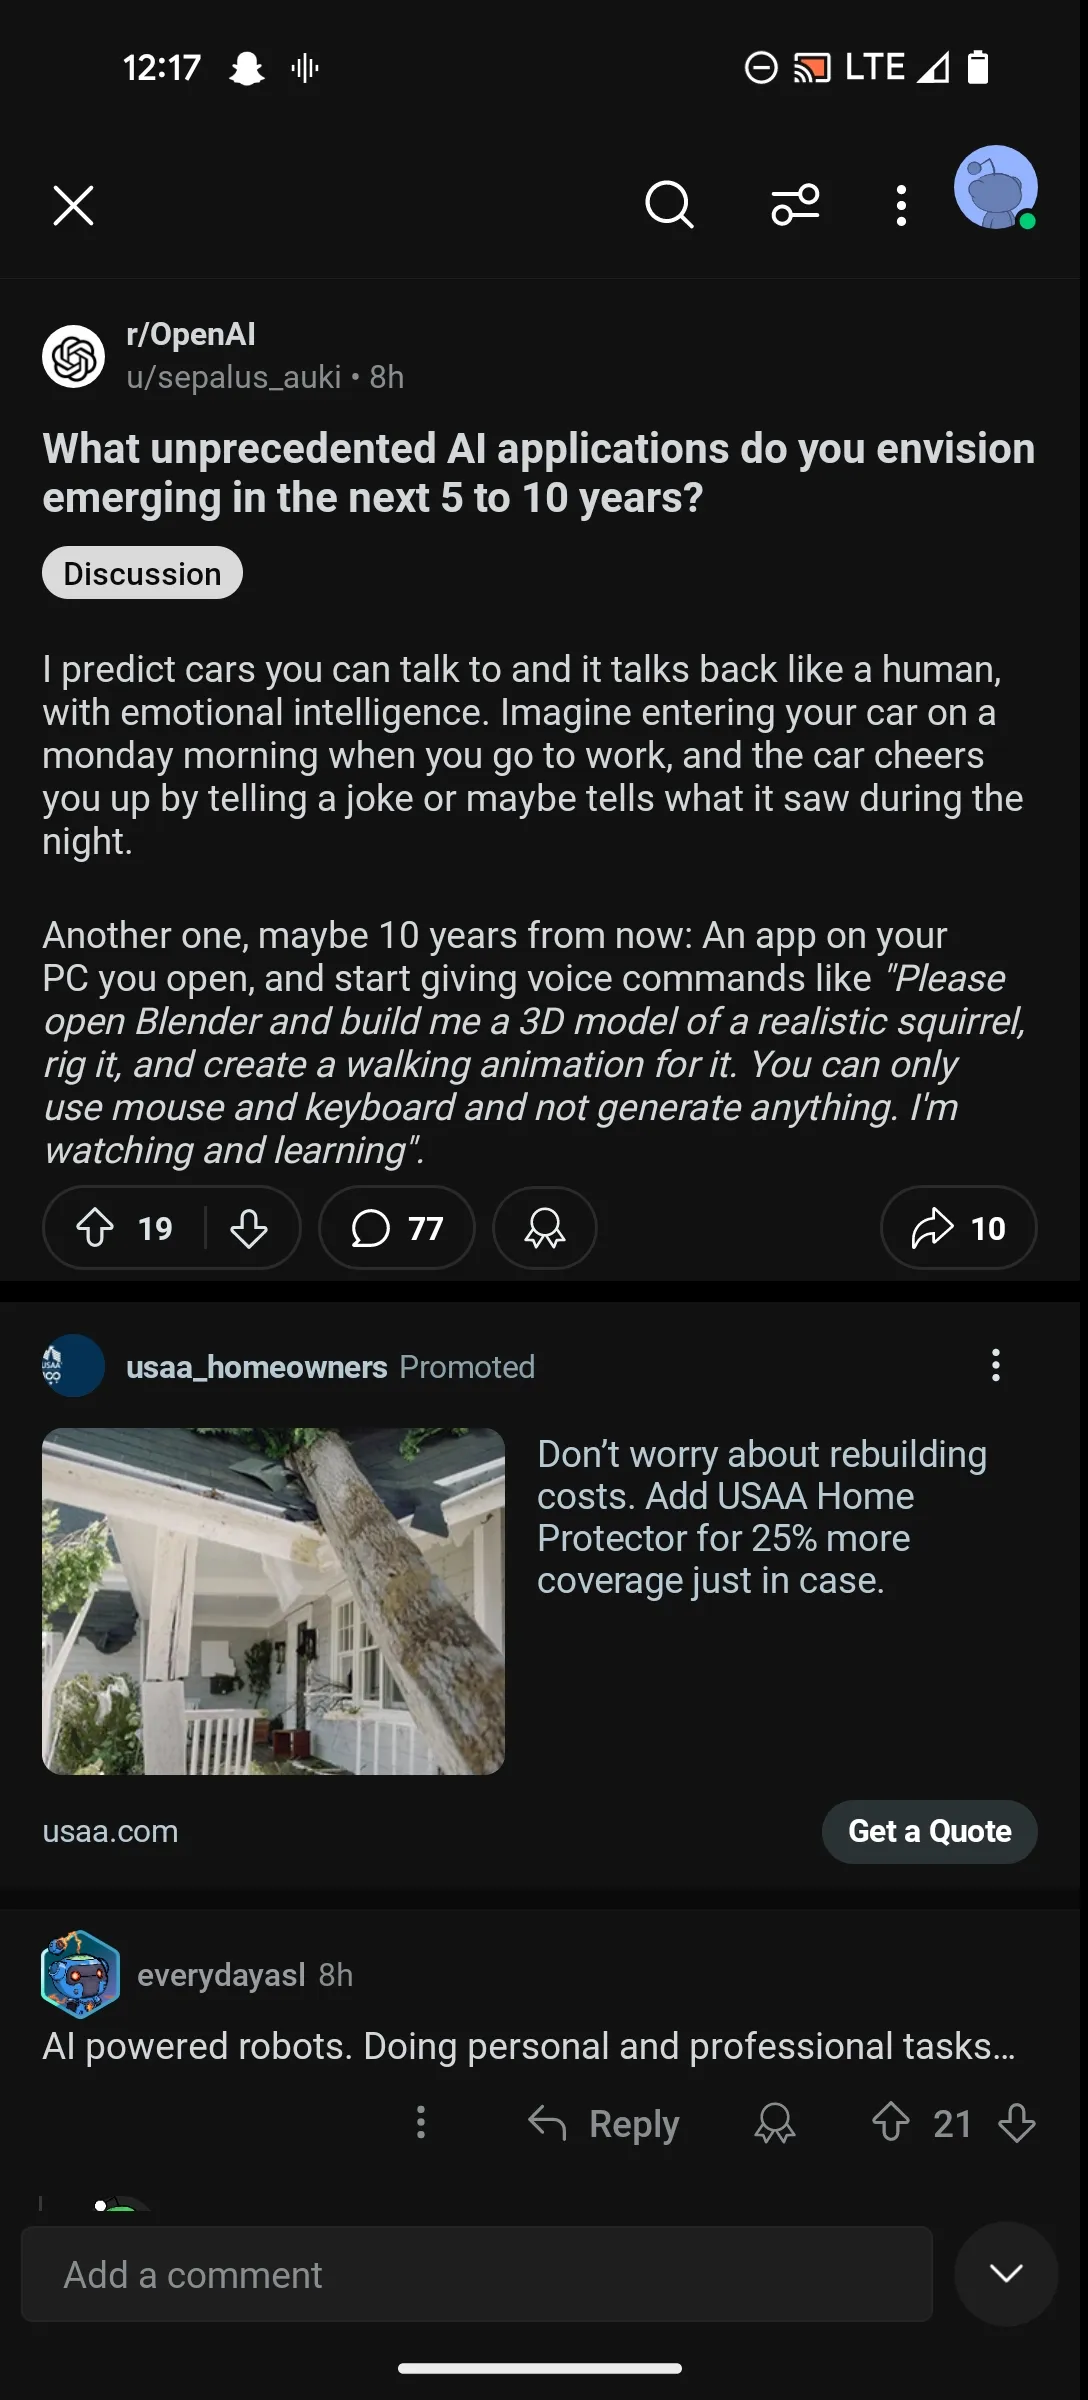 12:17
LTE
r/OpenAI
u/sepalus_auki • 8h
What unprecedented AI applications do you envision
emerging in the next 5 to 10 years?
Discussion
I predict cars you can talk to and it talks back like a human,
with emotional intelligence. Imagine entering your car on a
monday morning when you go to work, and the car cheers
you up by telling a joke or maybe tells what it saw during the
night.
Another one, maybe 10 years from now: An app on your
PC you open, and start giving voice commands like "Please
open Blender and build me a 3D model of a realistic squirrel,
rig it, and create a walking animation for it. You can only
use mouse and keyboard and not generate anything. I'm
watching and learning".
19
77
10
USAA
usaa_homeowners Promoted
Don’t worry about rebuilding
costs. Add USAA Home
Protector for 25% more
coverage just in case.
usaa.com
Get a Quote
everydayasl 8h
AI powered robots. Doing personal and professional tasks...
Reply
21
Add a comment